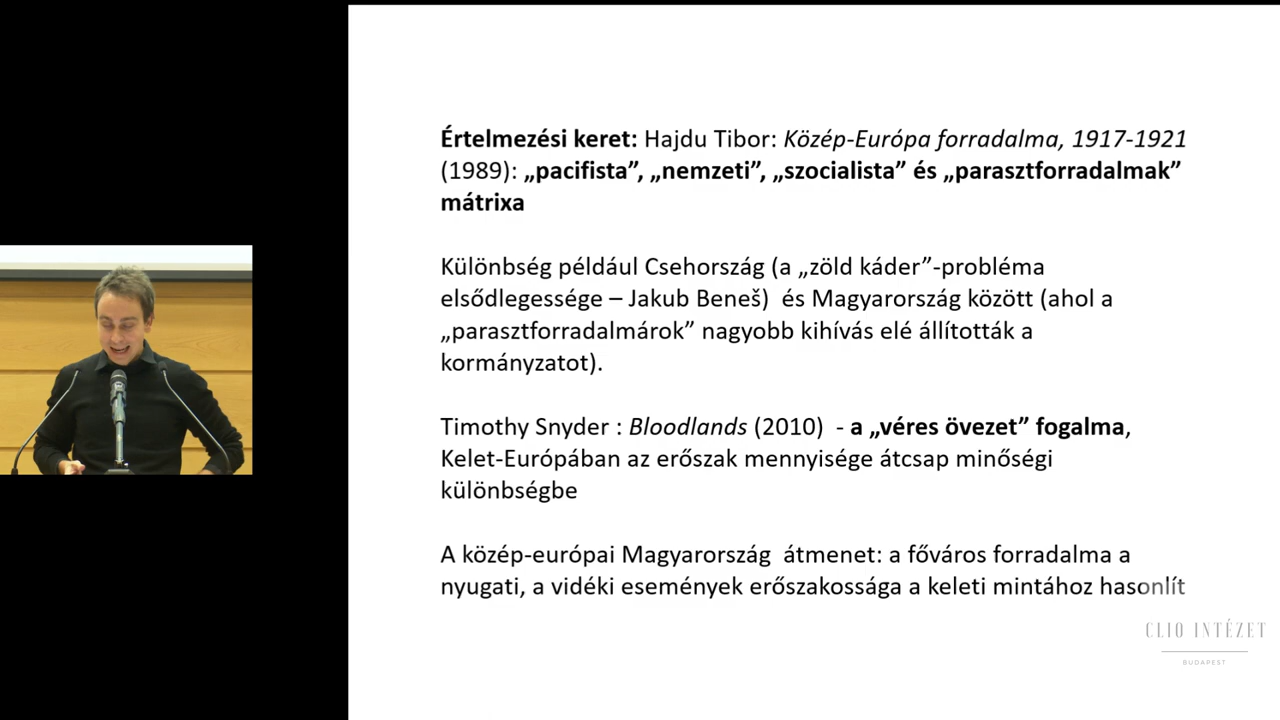 Értelmezési keret: Hajdu Tibor: Közép-Európa forradalma, 1917-1921
(1989): „pacifista”, „nemzeti”, „szocialista” és „parasztforradalmak”
mátrixa
Különbség például Csehország (a „zöld káder”-probléma
elsődlegessége – Jakub Beneš)  és Magyarország között (ahol a
„parasztforradalmárok” nagyobb kihívás elé állították a
kormányzatot).
Timothy Snyder : Bloodlands (2010)  - a „véres övezet” fogalma,
Kelet-Európában az erőszak mennyisége átcsap minőségi
különbségbe
A közép-európai Magyarország  átmenet: a főváros forradalma a
nyugati, a vidéki események erőszakossága a keleti mintához hasonlít
CLIO INTÉZET
BUDAPEST